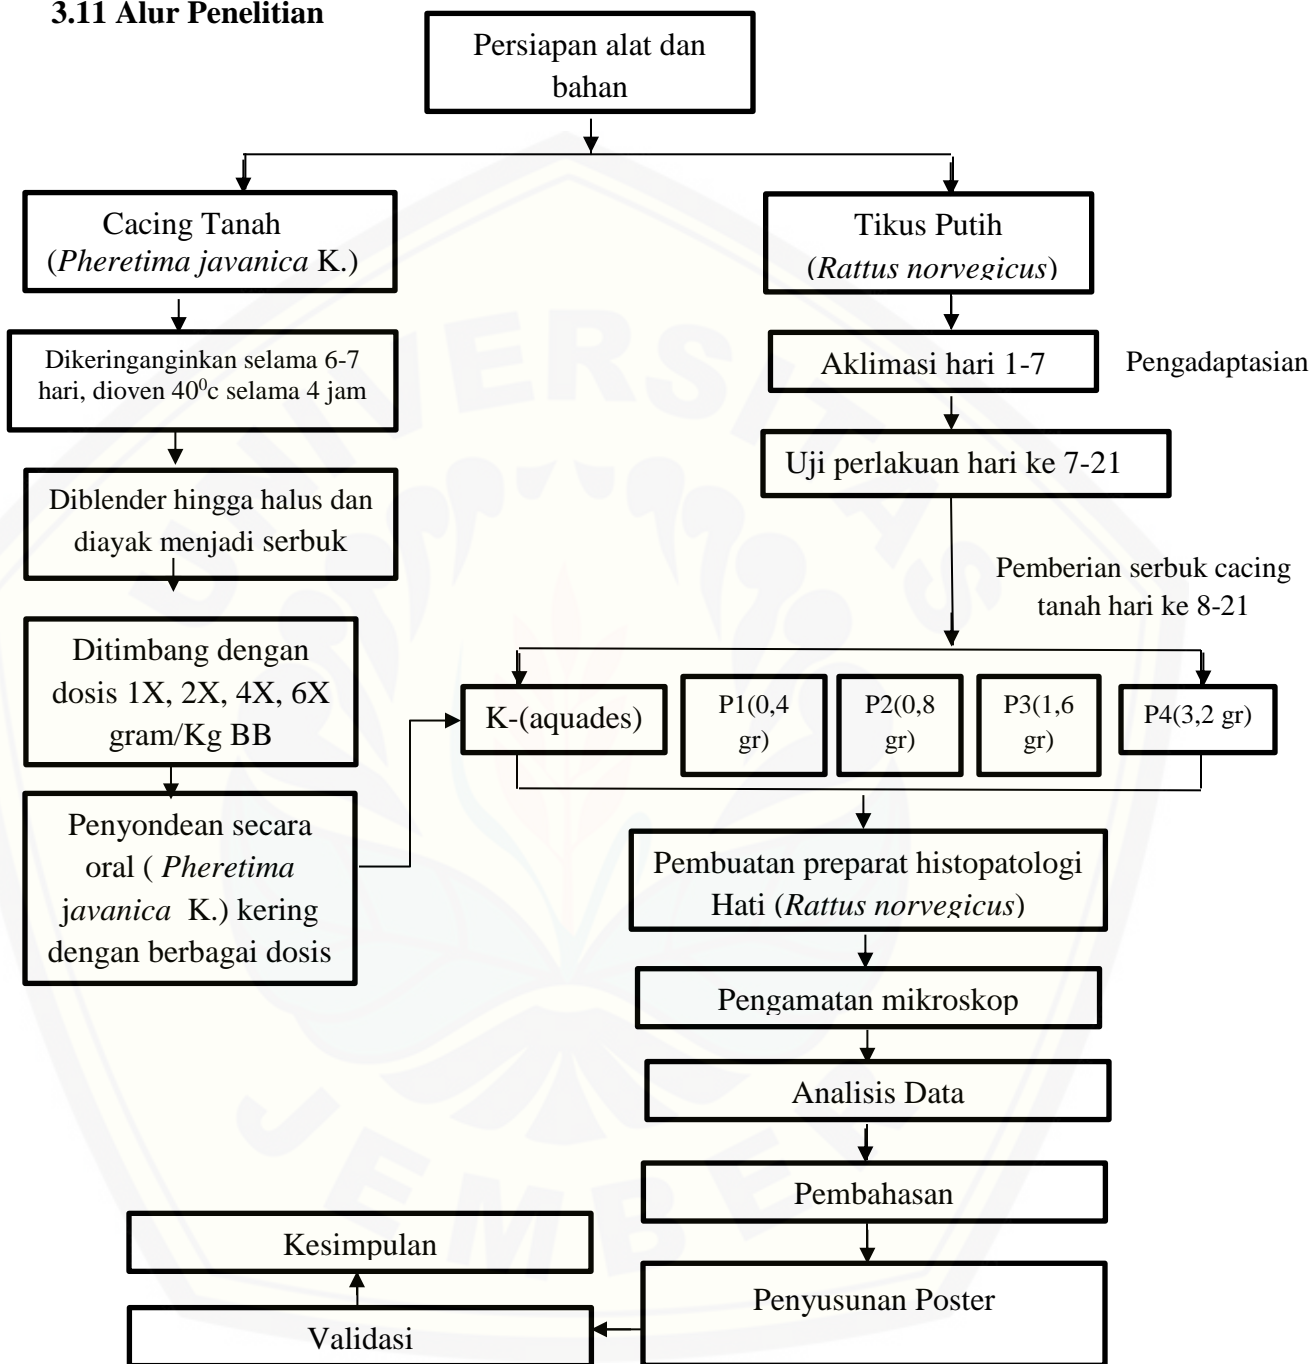 3.11 Alur Penelitian
Persiapan alat dan
bahan
Cacing Tanah
(Pheretima javanica K.)
Tikus Putih
(Rattus norvegicus)
Dikeringanginkan selama 6-7
hari, dioven 40⁰c selama 4 jam
Aklimasi hari 1-7
Pengadaptasian
Uji perlakuan hari ke 7-21
Diblender hingga halus dan
diayak menjadi serbuk
Pemberian serbuk cacing
tanah hari ke 8-21
Ditimbang dengan
dosis 1X, 2X, 4X, 6X
gram/Kg BB
K-(aquades)
P1(0,4
gr)
P2(0,8
gr)
P3(1,6
gr)
P4(3,2 gr)
Penyondean secara
oral ( Pheretima
javanica K.) kering
dengan berbagai dosis
Pembuatan preparat histopatologi
Hati (Rattus norvegicus)
Pengamatan mikroskop
Analisis Data
Pembahasan
Penyusunan Poster
Validasi
Kesimpulan
UNIVERSITAS
JEMBER